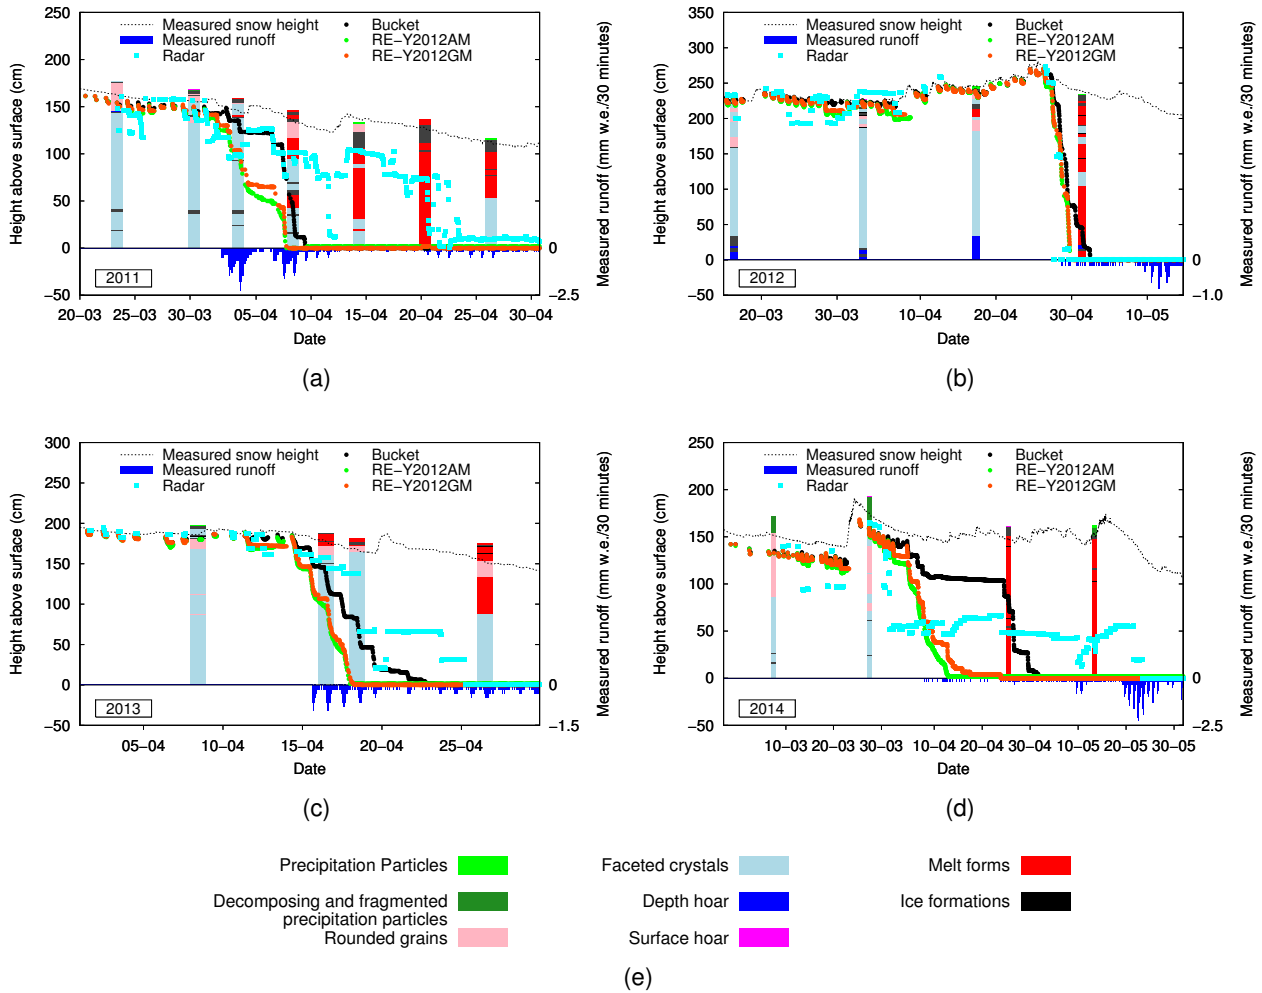 Measured snow height
Measured runoff
Radar
Bucket
RE−Y2012AM
RE−Y2012GM
250
200
150
100
50
0
−50
0
−2.5
Height above surface (cm)
Measured runoff (mm w.e./30 minutes)
2011
20−03 25−03 30−03 05−04 10−04 15−04 20−04 25−04 30−04
Date
(a)
Measured snow height
Measured runoff
Radar
Bucket
RE−Y2012AM
RE−Y2012GM
350
300
250
200
150
100
50
0
−50
0
−1.0
Height above surface (cm)
Measured runoff (mm w.e./30 minutes)
2012
20−03 30−03 10−04 20−04 30−04 10−05
Date
(b)
Measured snow height
Measured runoff
Radar
Bucket
RE−Y2012AM
RE−Y2012GM
300
250
200
150
100
50
0
−50
0
−1.5
Height above surface (cm)
Measured runoff (mm w.e./30 minutes)
2013
05−04 10−04 15−04 20−04 25−04
Date
(c)
Measured snow height
Measured runoff
Radar
Bucket
RE−Y2012AM
RE−Y2012GM
250
200
150
100
50
0
−50
0
−2.5
Height above surface (cm)
Measured runoff (mm w.e./30 minutes)
2014
10−03 20−03 30−03 10−04 20−04 30−04 10−05 20−05 30−05
Date
(d)
Precipitation Particles
Decomposing and fragmented
precipitation particles
Rounded grains
Faceted crystals
Depth hoar
Surface hoar
Melt forms
Ice formations
(e)